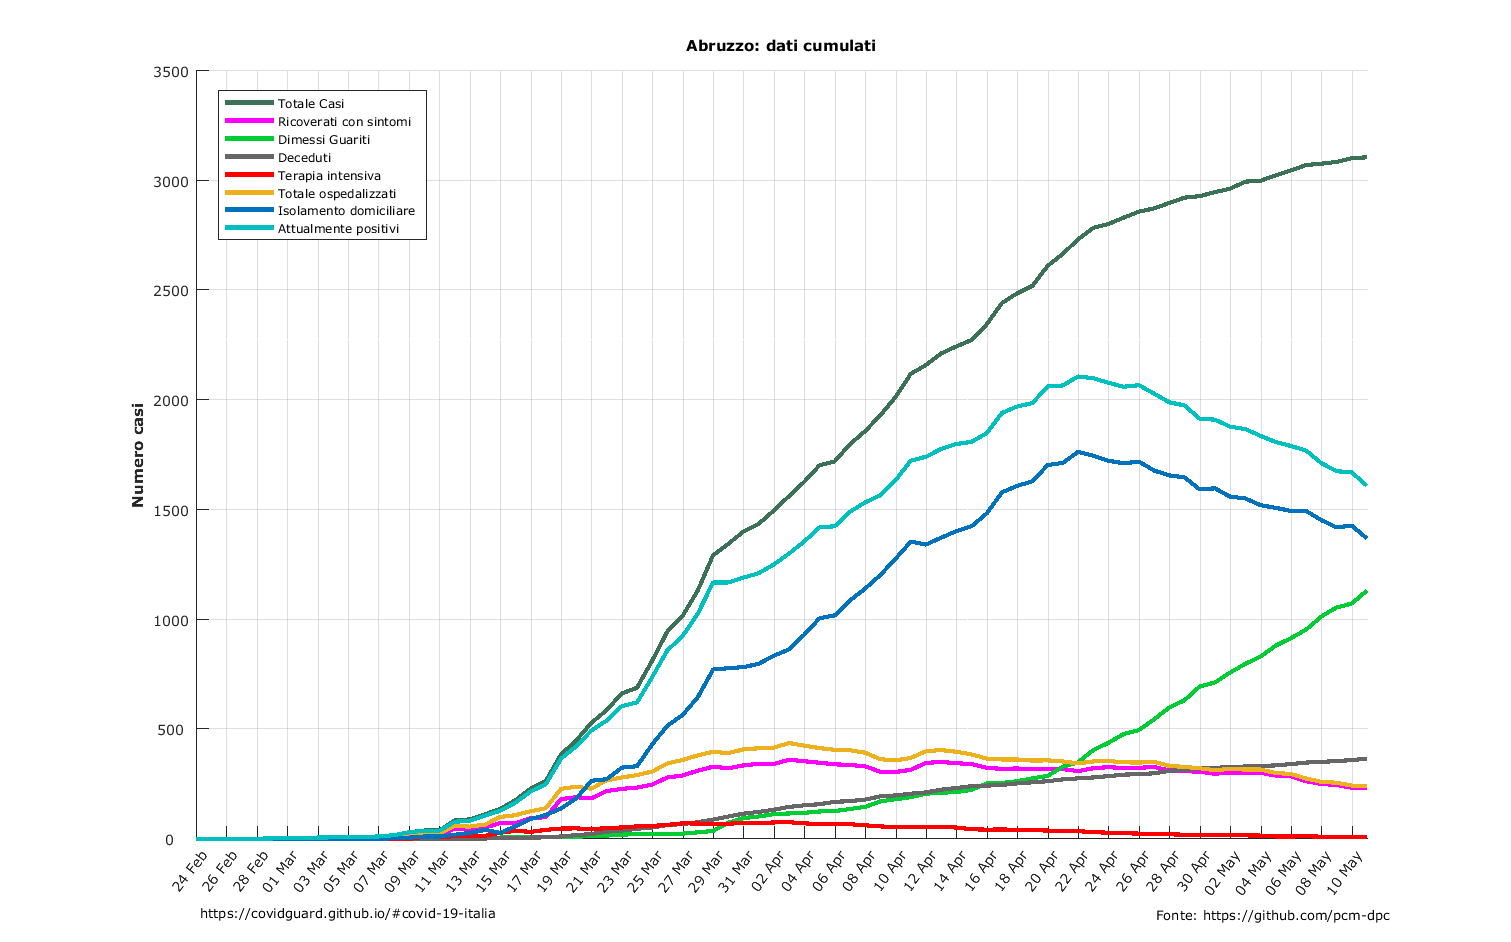 Abruzzo: dati cumulati
3500
3000
2500
2000
1500
1000
500
0
Numero casi
Totale Casi
Ricoverati con sintomi
Dimessi Guariti
Deceduti
Terapia intensiva
Totale ospedalizzati
Isolamento domiciliare
Attualmente positivi
24 Feb
26 Feb
28 Feb
01 Mar
03 Mar
05 Mar
07 Mar
09 Mar
11 Mar
13 Mar
15 Mar
17 Mar
19 Mar
21 Mar
23 Mar
25 Mar
27 Mar
29 Mar
31 Mar
02 Apr
04 Apr
06 Apr
08 Apr
10 Apr
12 Apr
14 Apr
16 Apr
18 Apr
20 Apr
22 Apr
24 Apr
26 Apr
28 Apr
30 Apr
02 May
04 May
06 May
08 May
10 May
https://covidguard.github.io/#covid-19-italia
Fonte: https://github.com/pcm-dpc